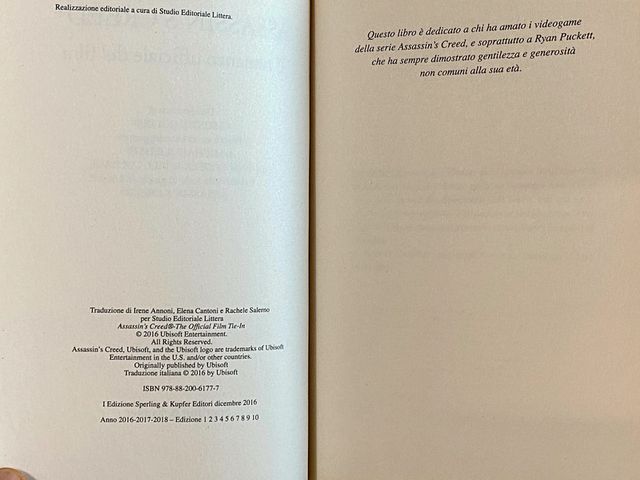 Realizzazione editoriale a cura di Studio Editoriale Littera.
Traduzione di Irene Annoni, Elena Cantoni e Rachele Salerno
per Studio Editoriale Littera
Assassin's Creed®-The Official Film Tie-In
© 2016 Ubisoft Entertainment.
All Rights Reserved.
Assassin's Creed, Ubisoft, and the Ubisoft logo are trademarks of Ubisoft
Entertainment in the U.S. and/or other countries.
Originally published by Ubisoft
Traduzione italiana © 2016 by Ubisoft
ISBN 978-88-200-6177-7
I Edizione Sperling & Kupfer Editori dicembre 2016
Anno 2016-2017-2018 – Edizione 1 2 3 4 5 6 7 8 9 10
Questo libro è dedicato a chi ha amato i videogame
della serie Assassin's Creed, e soprattutto a Ryan Puckett,
che ha sempre dimostrato gentilezza e generosità
non comuni alla sua età.